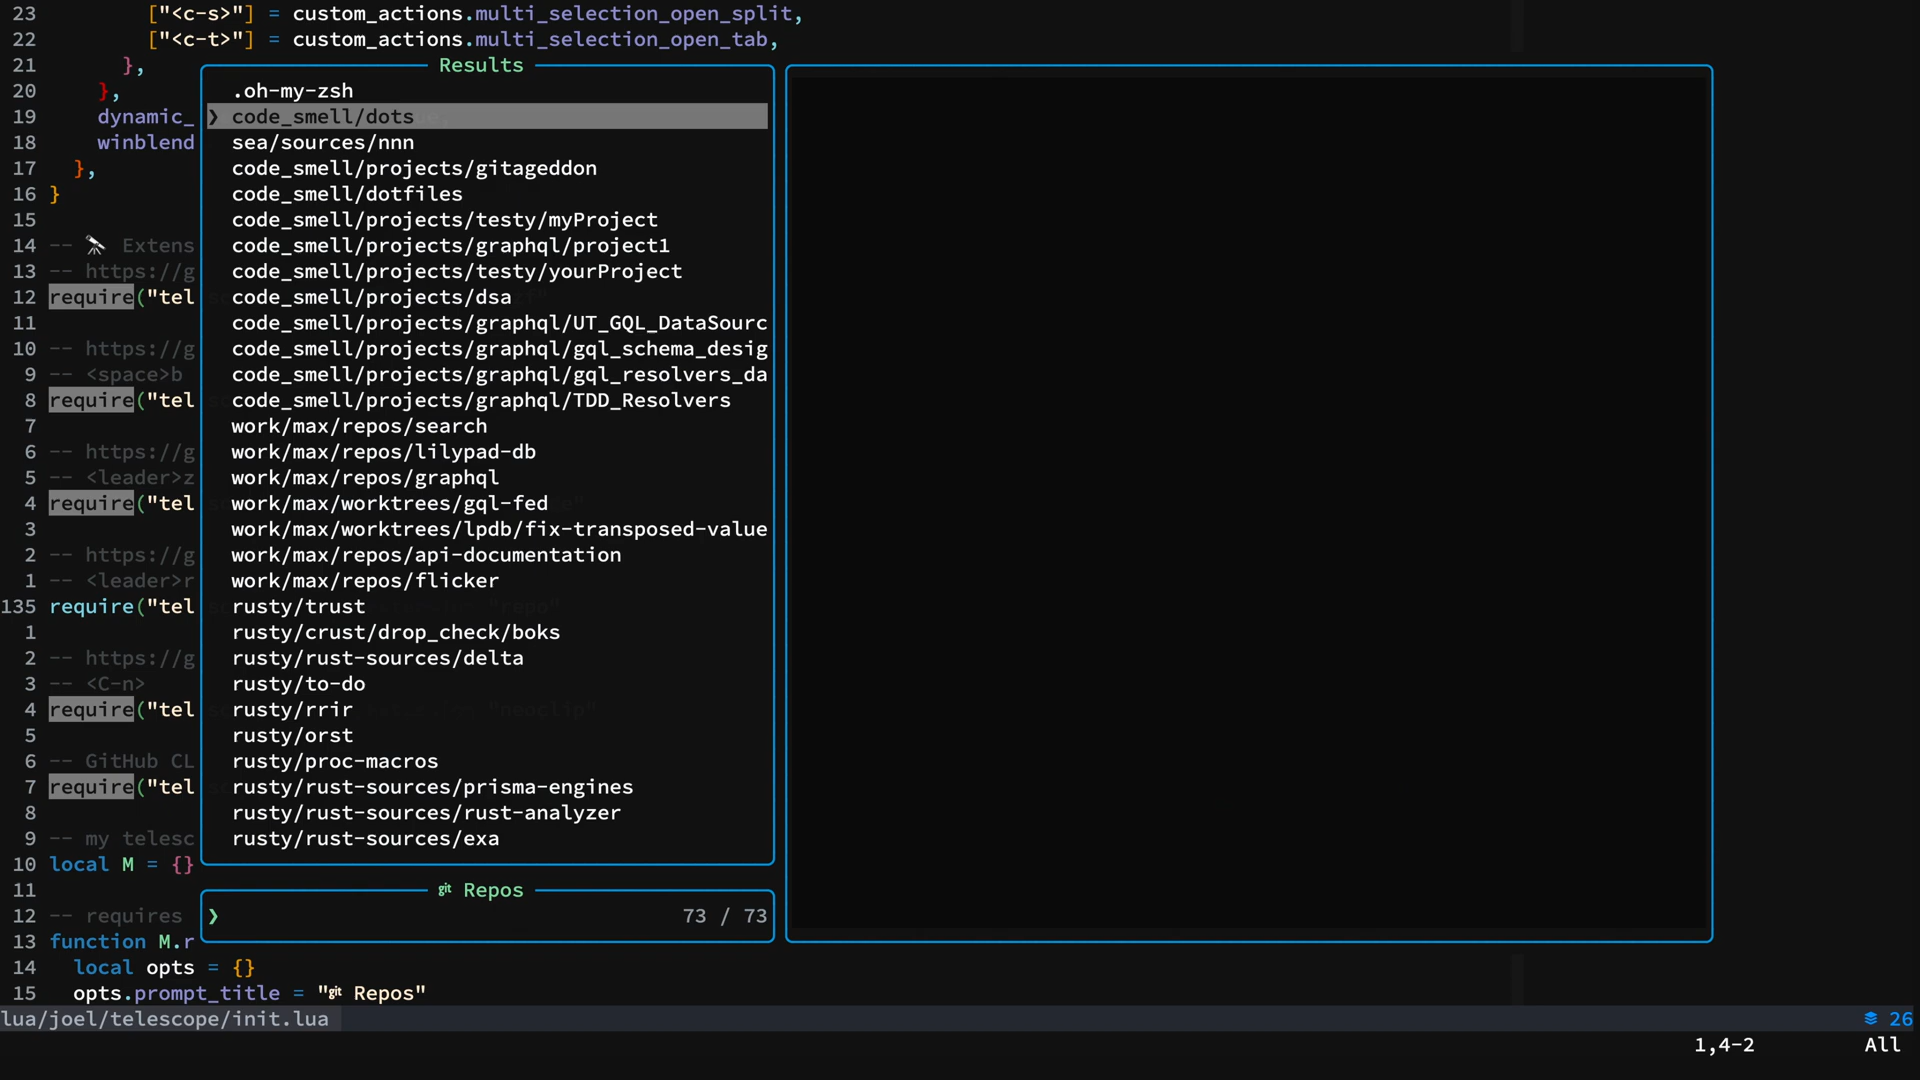 23 ["<c-s>"] = custom_actions.multi_selection_open_split,
22 ["<c-t>"] = custom_actions.multi_selection_open_tab,
21 },
20 },
19 dynamic_
18 winblend
17 },
16 }
15
14 -- Extens
13 -- https://g
12 require("tel
11
10 -- https://g
9 -- <space>b
8 require("tel
7
6 -- https://g
5 -- <leader>z
4 require("tel
3
2 -- https://g
1 -- <leader>r
135 require("tel
1
2 -- https://g
3 -- <C-n>
4 require("tel
5
6 -- GitHub CL
7 require("tel
8
9 -- my telesc
10 local M = {}
11
12 -- requires
13 function M.r
14 local opts = {}
15 opts.prompt_title = "git Repos"
Results
.oh-my-zsh
❯ code_smell/dots
sea/sources/nnn
code_smell/projects/gitageddon
code_smell/dotfiles
code_smell/projects/testy/myProject
code_smell/projects/graphql/project1
code_smell/projects/testy/yourProject
code_smell/projects/dsa
code_smell/projects/graphql/UT_GQL_DataSourc
code_smell/projects/graphql/gql_schema_desig
code_smell/projects/graphql/gql_resolvers_da
code_smell/projects/graphql/TDD_Resolvers
work/max/repos/search
work/max/repos/lilypad-db
work/max/repos/graphql
work/max/worktrees/gql-fed
work/max/worktrees/lpdb/fix-transposed-value
work/max/repos/api-documentation
work/max/repos/flicker
rusty/trust
rusty/crust/drop_check/boks
rusty/rust-sources/delta
rusty/to-do
rusty/rrir
rusty/orst
rusty/proc-macros
rusty/rust-sources/prisma-engines
rusty/rust-sources/rust-analyzer
rusty/rust-sources/exa
git Repos
❯ 73 / 73
lua/joel/telescope/init.lua 26
1,4-2 All